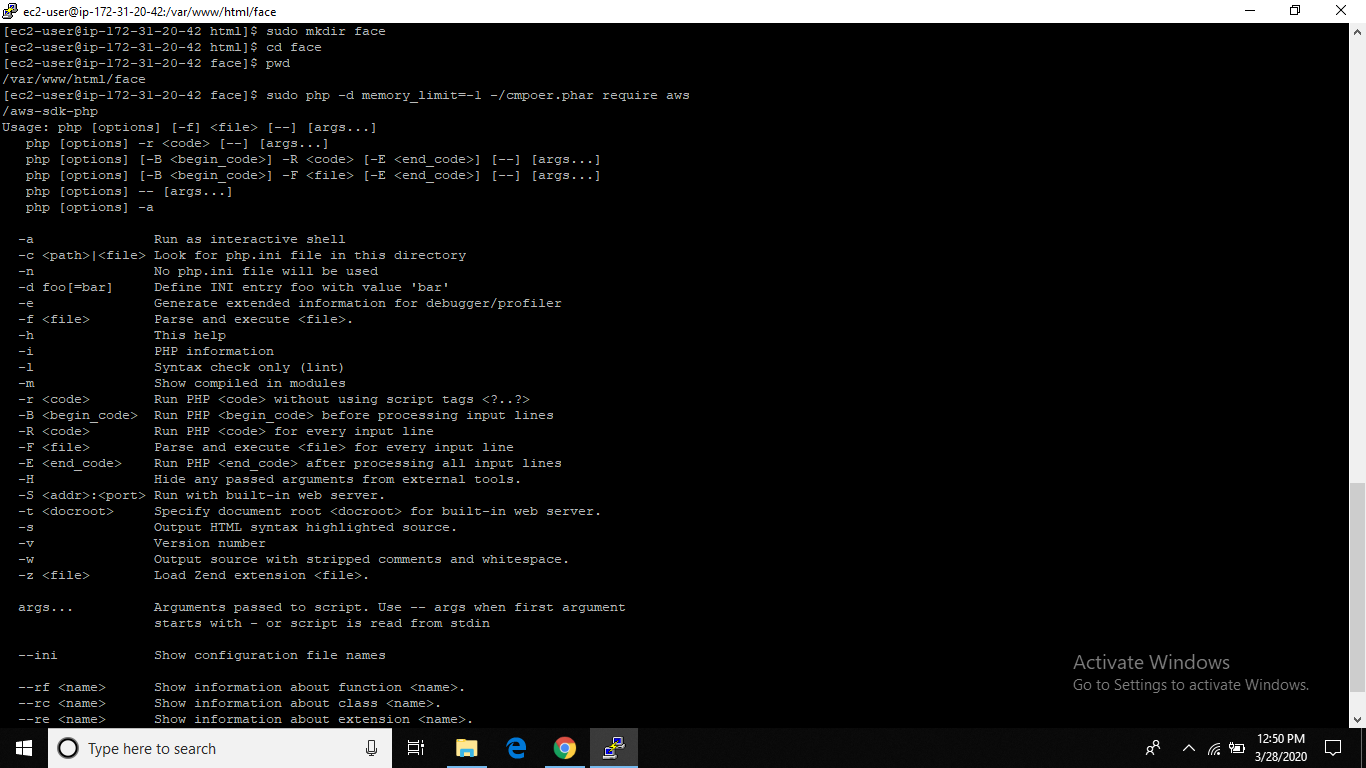 ec2-user@ip-172-31-20-42:/var/www/html/face
[ec2-user@ip-172-31-20-42 html]$ sudo mkdir face
[ec2-user@ip-172-31-20-42 html]$ cd face
[ec2-user@ip-172-31-20-42 face]$ pwd
/var/www/html/face
[ec2-user@ip-172-31-20-42 face]$ sudo php -d memory_limit=-1 -/cmpoer.phar require aws
/aws-sdk-php
Usage: php [options] [-f] <file> [--] [args...]
   php [options] -r <code> [--] [args...]
   php [options] [-B <begin_code>] -R <code> [-E <end_code>] [--] [args...]
   php [options] [-B <begin_code>] -F <file> [-E <end_code>] [--] [args...]
   php [options] -- [args...]
   php [options] -a
  -a               Run as interactive shell
  -c <path>|<file> Look for php.ini file in this directory
  -n               No php.ini file will be used
  -d foo[=bar]     Define INI entry foo with value 'bar'
  -e               Generate extended information for debugger/profiler
  -f <file>        Parse and execute <file>.
  -h               This help
  -i               PHP information
  -l               Syntax check only (lint)
  -m               Show compiled in modules
  -r <code>        Run PHP <code> without using script tags <?..?>
  -B <begin_code>  Run PHP <begin_code> before processing input lines
  -R <code>        Run PHP <code> for every input line
  -F <file>        Parse and execute <file> for every input line
  -E <end_code>    Run PHP <end_code> after processing all input lines
  -H               Hide any passed arguments from external tools.
  -S <addr>:<port> Run with built-in web server.
  -t <docroot>     Specify document root <docroot> for built-in web server.
  -s               Output HTML syntax highlighted source.
  -v               Version number
  -w               Output source with stripped comments and whitespace.
  -z <file>        Load Zend extension <file>.
  args...          Arguments passed to script. Use -- args when first argument
                   starts with - or script is read from stdin
  --ini            Show configuration file names
  --rf <name>      Show information about function <name>.
  --rc <name>      Show information about class <name>.
  --re <name>      Show information about extension <name>.
Activate Windows
Go to Settings to activate Windows.
Type here to search
12:50 PM
3/28/2020